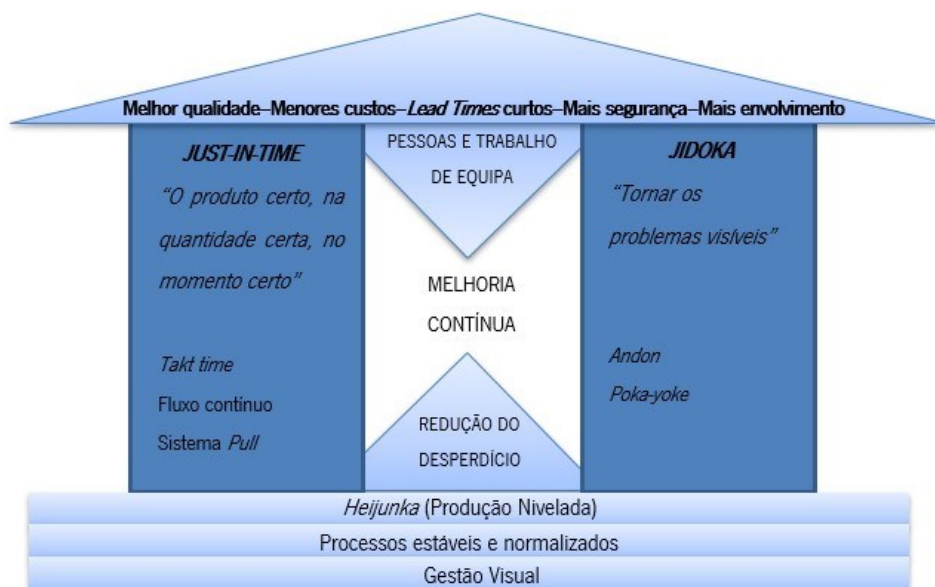 Melhor qualidade–Menores custos–Lead Times curtos–Mais segurança–Mais envolvimento
JUST-IN-TIME
“O produto certo, na
quantidade certa, no
momento certo”
Takt time
Fluxo contínuo
Sistema Pull
PESSOAS E TRABALHO
DE EQUIPA
MELHORIA
CONTÍNUA
REDUÇÃO DO
DESPERDÍCIO
JIDOKA
“Tornar os
problemas visíveis”
Andon
Poka-yoke
Heijunka (Produção Nivelada)
Processos estáveis e normalizados
Gestão Visual